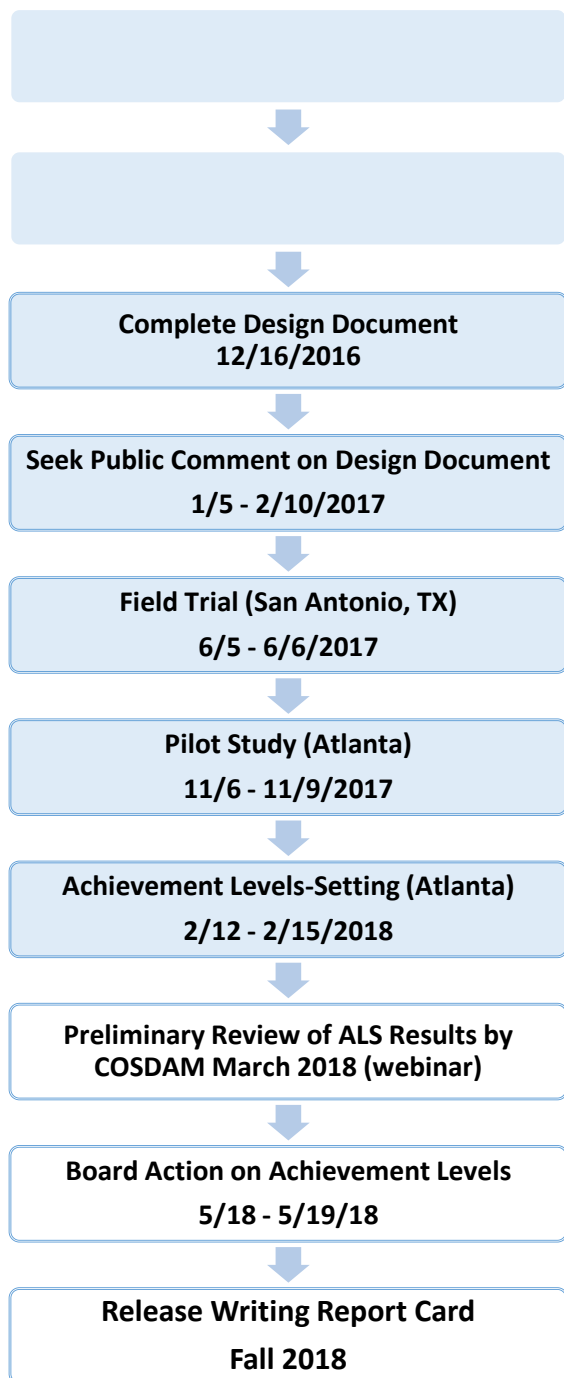 Complete Design Document
12/16/2016
Seek Public Comment on Design Document
1/5 - 2/10/2017
Field Trial (San Antonio, TX)
6/5 - 6/6/2017
Pilot Study (Atlanta)
11/6 - 11/9/2017
Achievement Levels-Setting (Atlanta)
2/12 - 2/15/2018
Preliminary Review of ALS Results by
COSDAM March 2018 (webinar)
Board Action on Achievement Levels
5/18 - 5/19/18
Release Writing Report Card
Fall 2018